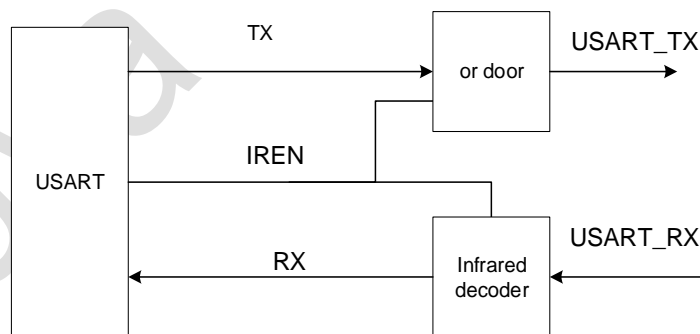 TX
USART_TX
or door
IREN
USART
USART_RX
RX
Infrared
decoder